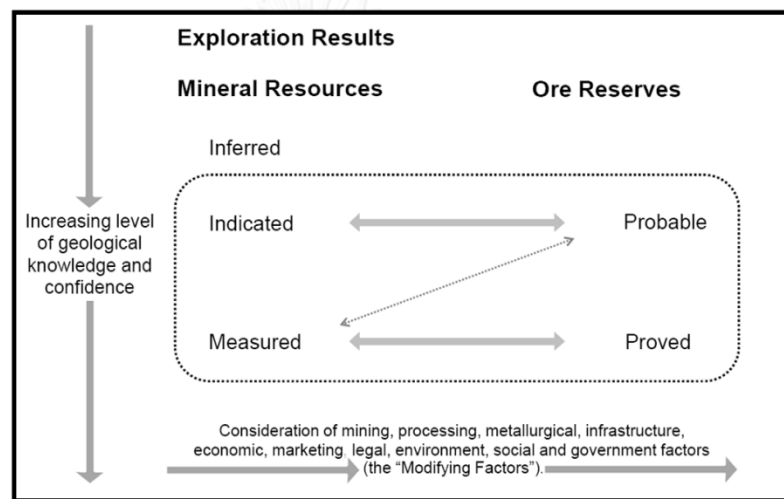 Exploration Results
Mineral Resources
Ore Reserves
Inferred
Increasing level
of geological
knowledge and
confidence
Indicated
Probable
Measured
Proved
Consideration of mining, processing, metallurgical, infrastructure,
economic, marketing, legal, environment, social and government factors
(the “Modifying Factors”).